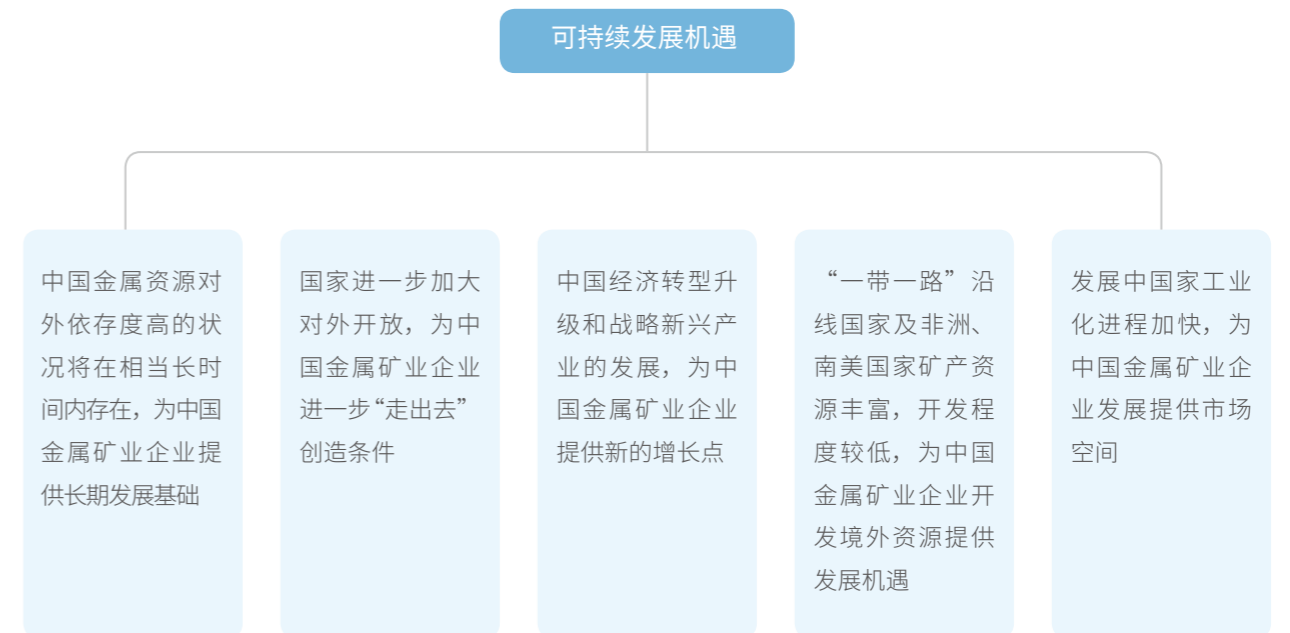 可持续发展机遇
中国金属资源对
外依存度高的状
况将在相当长时
间内存在，为中国
金属矿业企业提
供长期发展基础
国家进一步加大
对外开放，为中
国金属矿业企业
进一步“走出去”
创造条件
中国经济转型升
级和战略新兴产
业的发展，为中
国金属矿业企业
提供新的增长点
“一带一路”沿
线国家及非洲、
南美国家矿产资
源丰富，开发程
度较低，为中国
金属矿业企业开
发境外资源提供
发展机遇
发展中国家工业
化进程加快，为
中国金属矿业企
业发展提供市场
空间